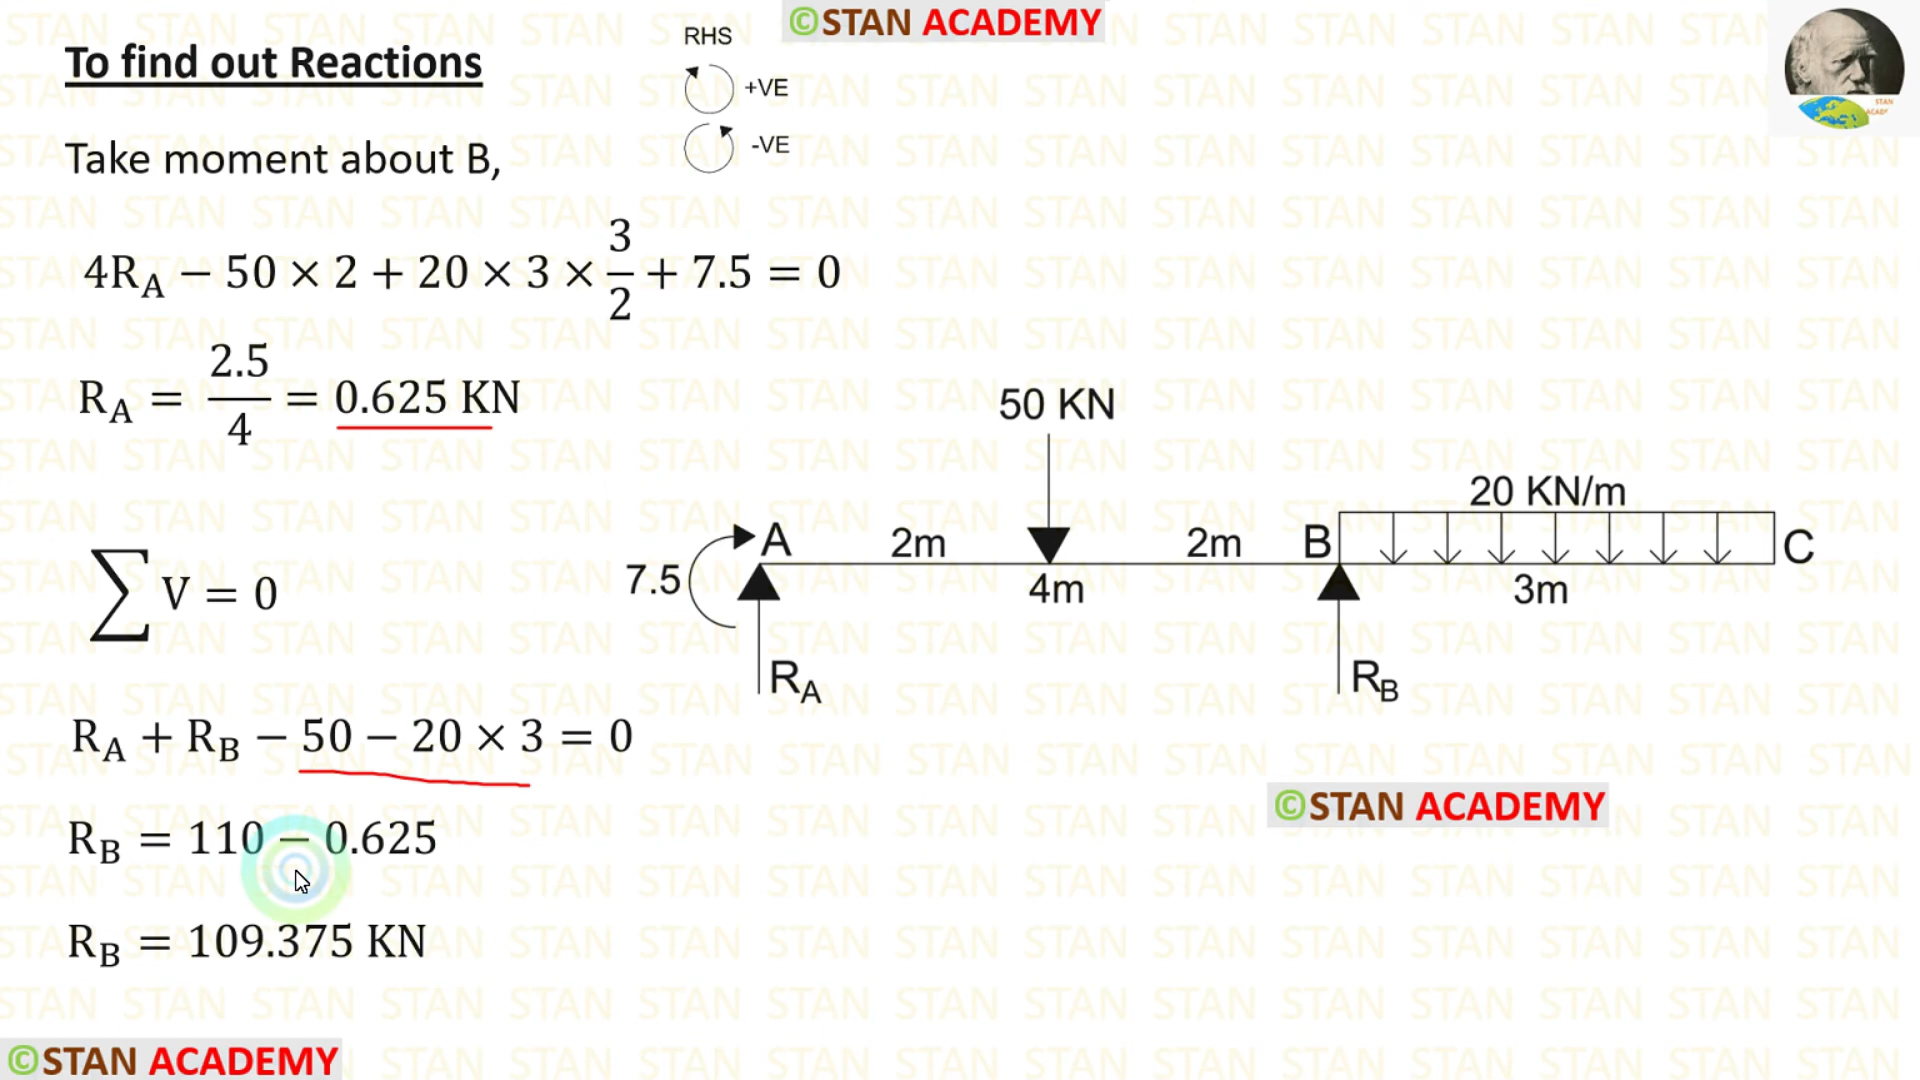 ©STAN ACADEMY
To find out Reactions
RHS
+VE
-VE
STAN
ACADE
Take moment about B,
4R_A − 50 × 2 + 20 × 3 × 3/2 + 7.5 = 0
R_A = 2.5/4 = 0.625 KN
50 KN
20 KN/m
A 2m 2m B C
7.5 4m 3m
∑ V = 0
R_A R_B
R_A + R_B − 50 − 20 × 3 = 0
©STAN ACADEMY
R_B = 110 − 0.625
R_B = 109.375 KN
©STAN ACADEMY